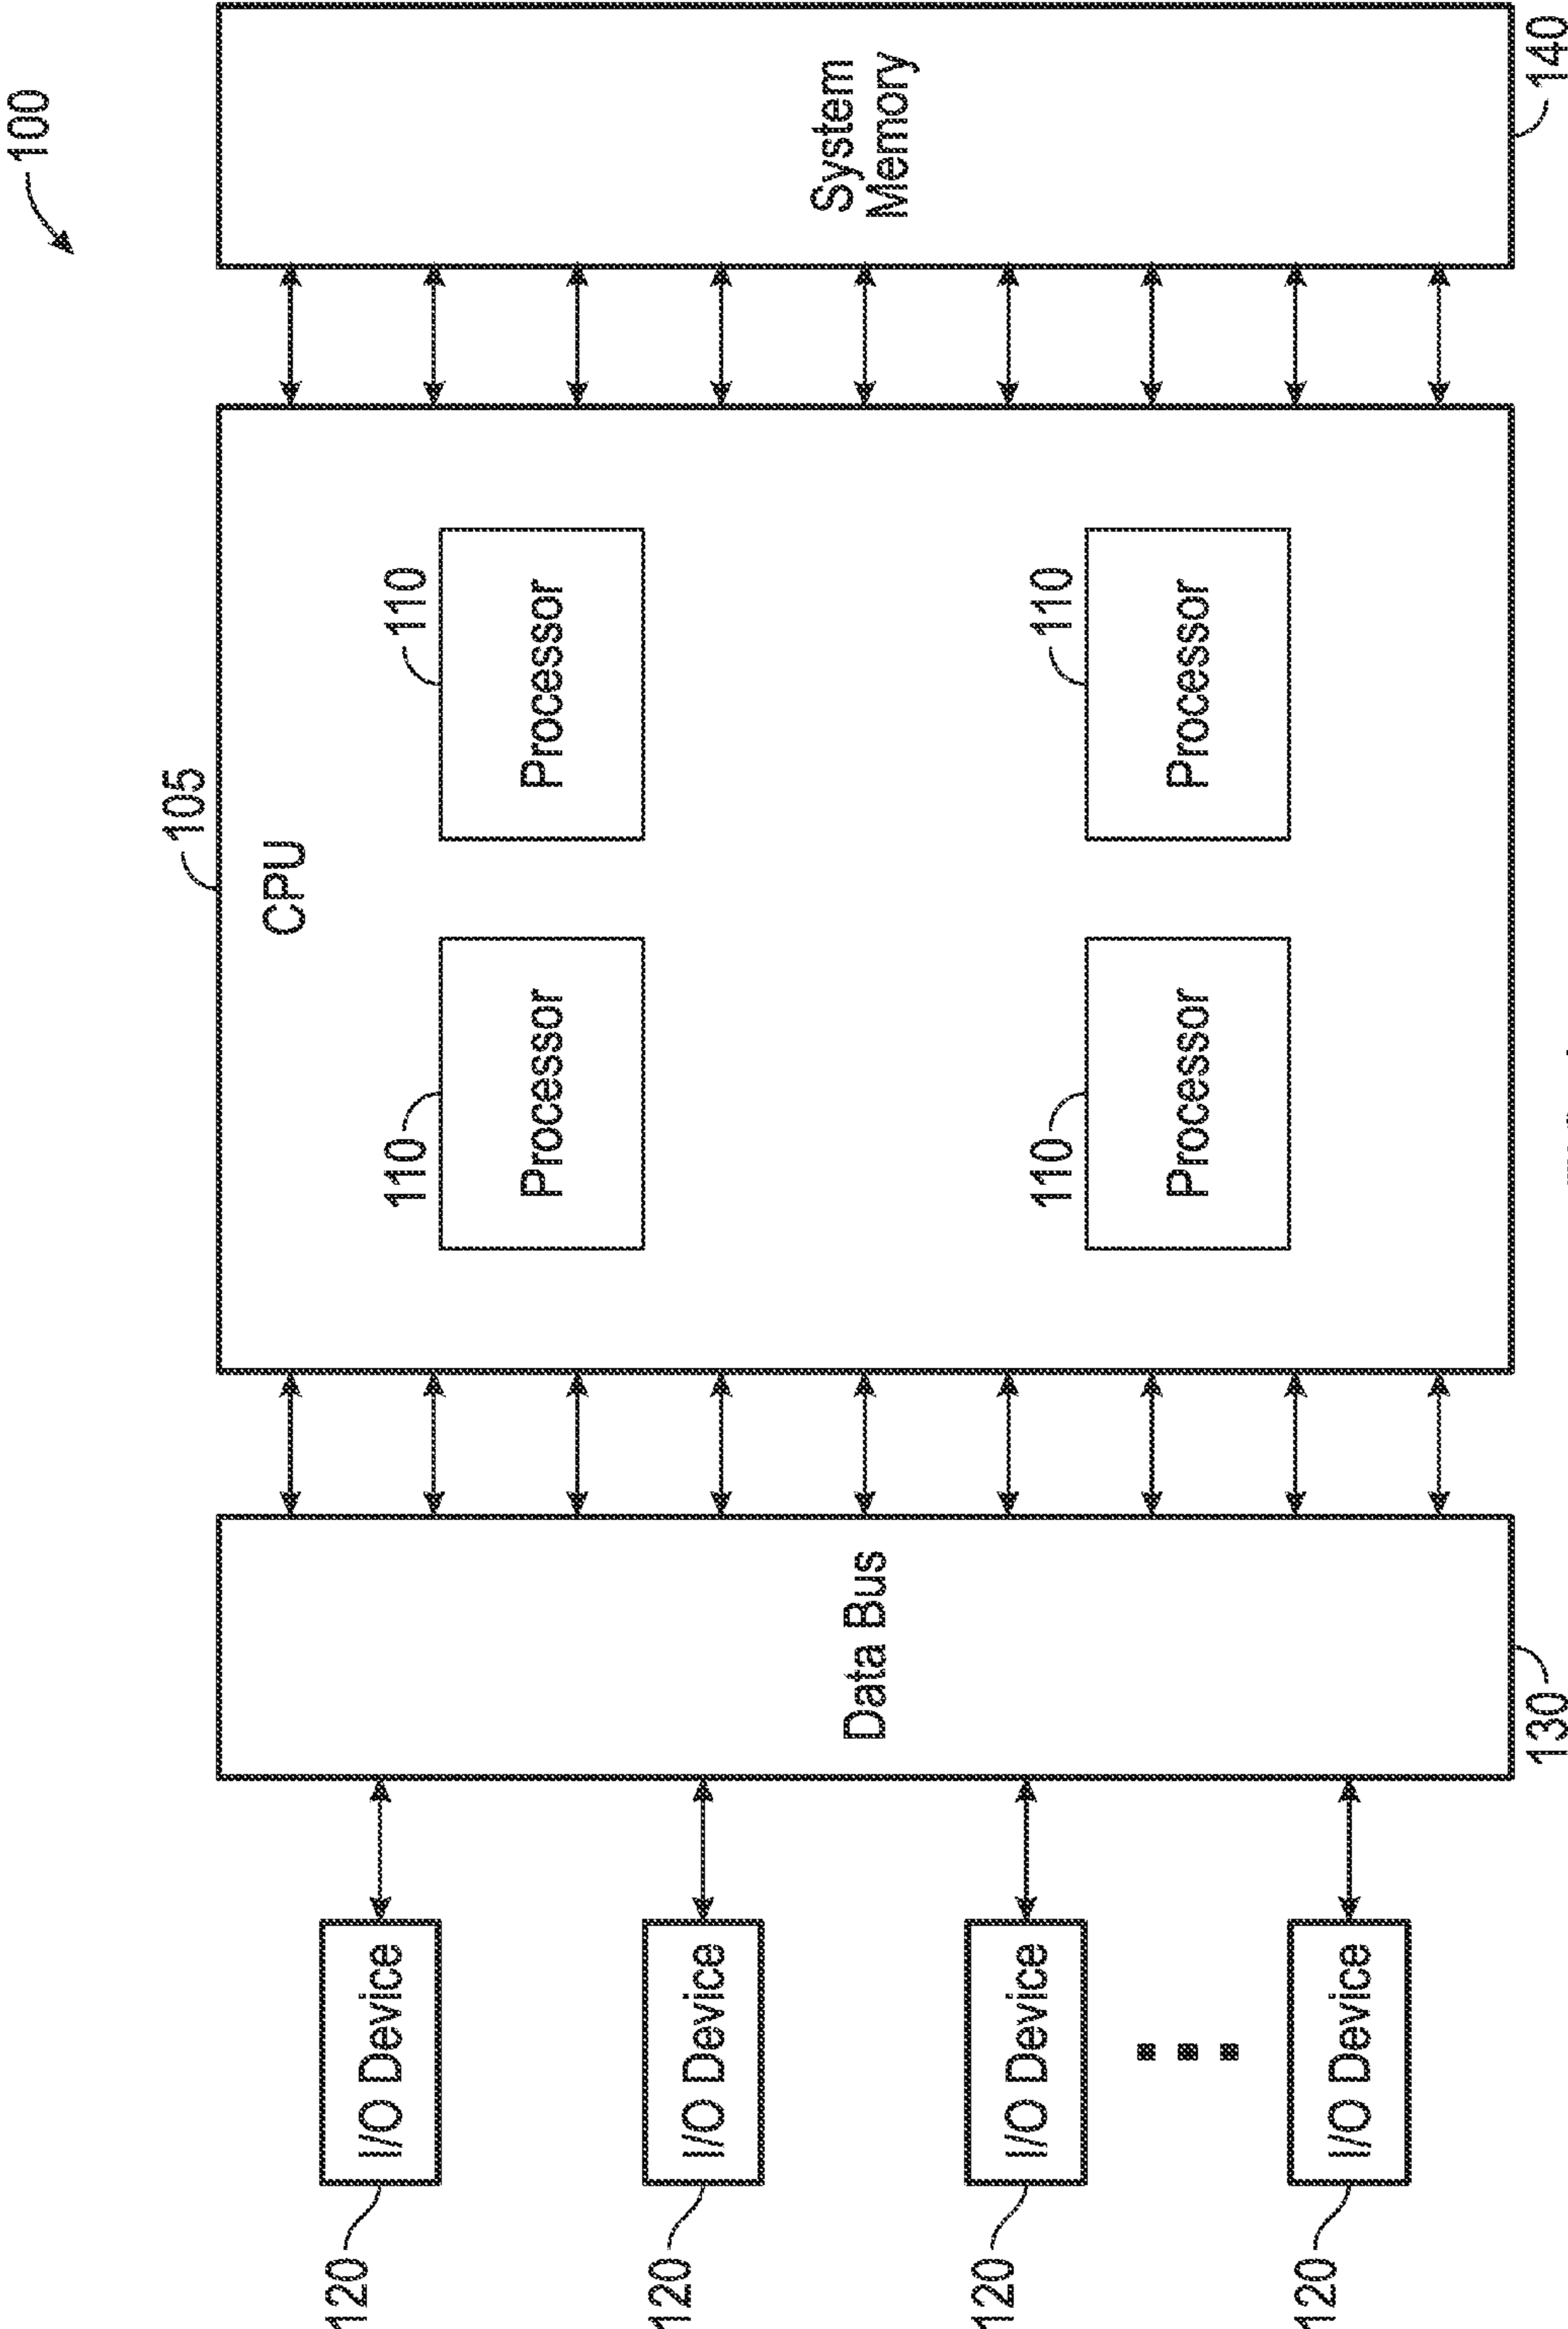 100
120
I/O Device
120
I/O Device
120
I/O Device
120
I/O Device
Data Bus
130
105
CPU
110
Processor
110
Processor
110
Processor
110
Processor
System
Memory
140